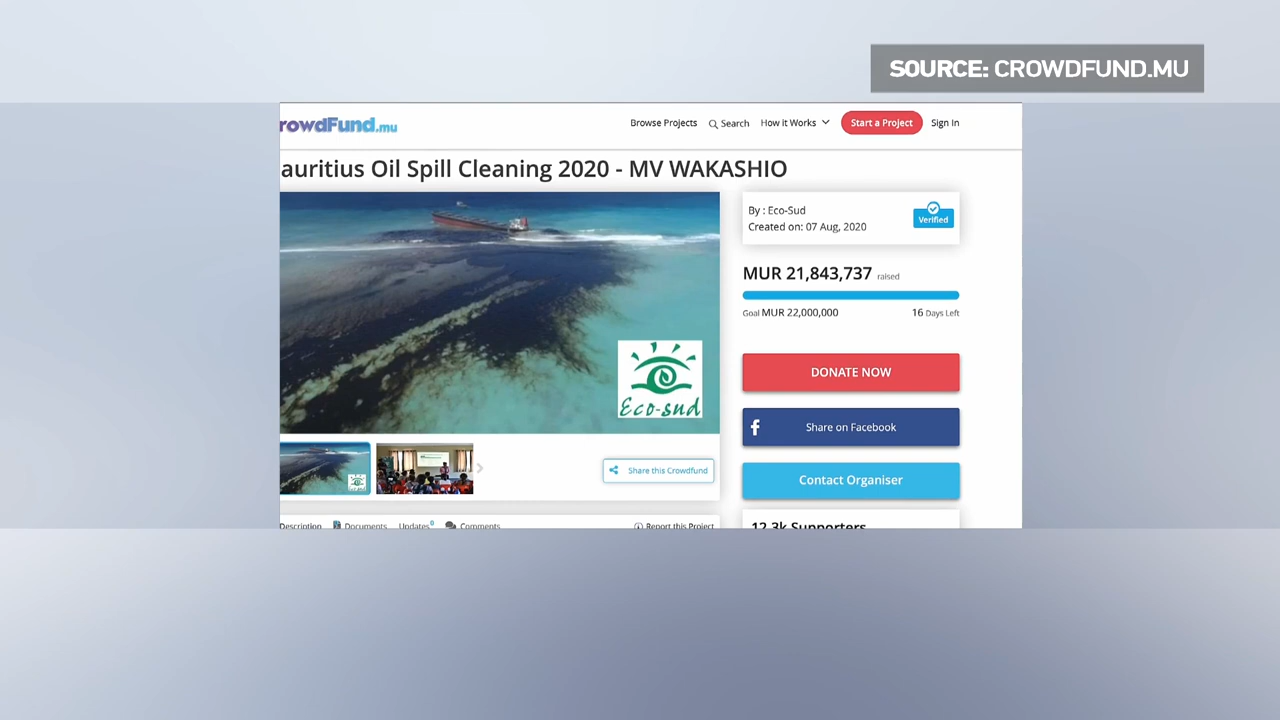 SOURCE: CROWDFUND.MU
rowdFund.mu
Browse Projects
Search
How it Works
Start a Project
Sign In
auritius Oil Spill Cleaning 2020 - MV WAKASHIO
By : Eco-Sud
Created on: 07 Aug, 2020
Verified
MUR 21,843,737 raised
Goal MUR 22,000,000
16 Days Left
Eco-sud
DONATE NOW
Share on Facebook
Contact Organiser
Share this Crowdfund
Description
Documents
Updates 0
Comments
Report this Project
12.3k Supporters